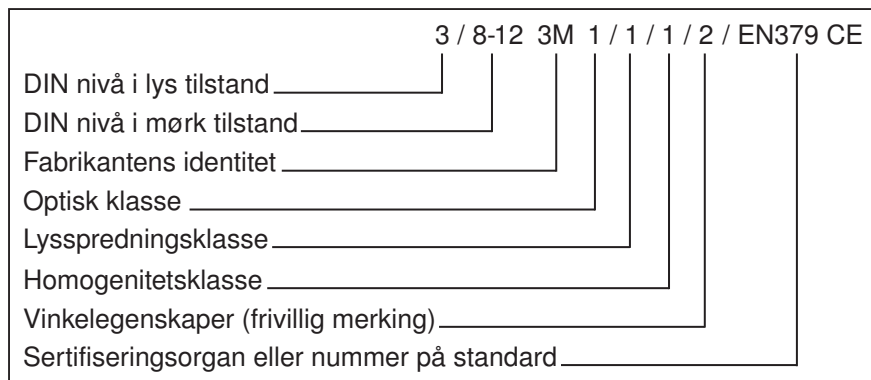 3 / 8-12 3M 1 / 1 / 1 / 2 / EN379 CE
DIN nivå i lys tilstand
DIN nivå i mørk tilstand
Fabrikantens identitet
Optisk klasse
Lysspredningsklasse
Homogenitetsklasse
Vinkelegenskaper (frivillig merking)
Sertifiseringsorgan eller nummer på standard